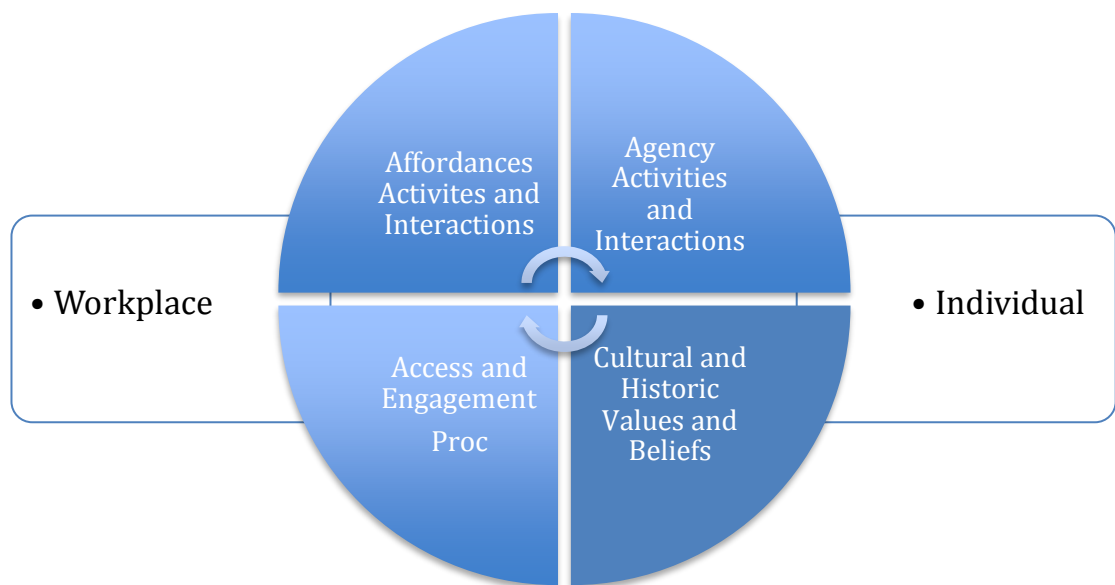 Affordances
Activites and
Interactions
Agency
Activities
and
Interactions
• Workplace
• Individual
Access and
Engagement
Proc
Cultural and
Historic
Values and
Beliefs